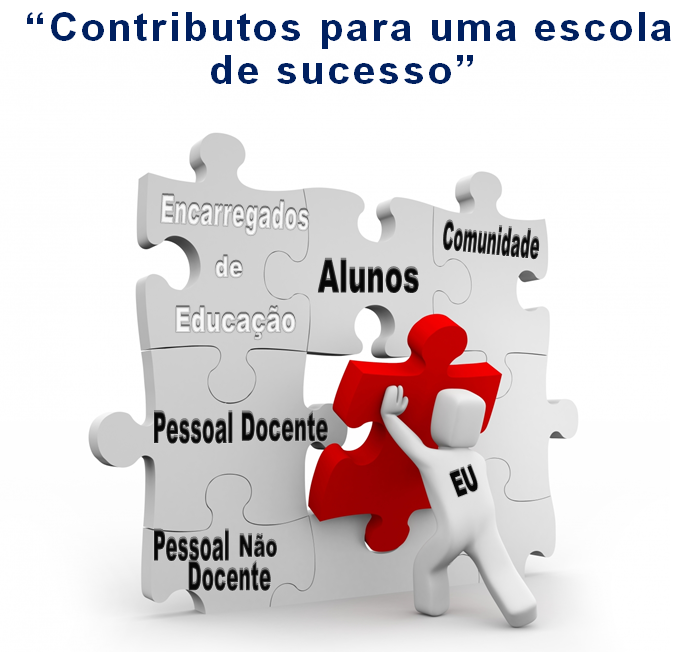 “Contributos para uma escola
de sucesso”
Encarregados
de
Educação
Alunos
Comunidade
Pessoal Docente
EU
Pessoal Não
Docente